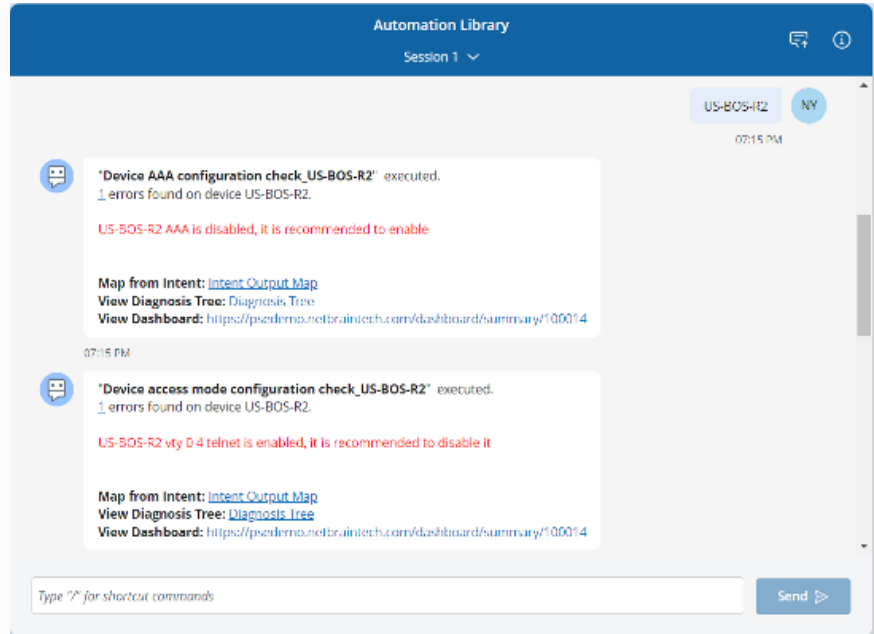 Automation Library
Session 1
US-BOS-R2
NY
07:15 PM
"Device AAA configuration check_US-BOS-R2" executed.
1 errors found on device US-BOS-R2.
US-BOS-R2 AAA is disabled, it is recommended to enable
Map from Intent: Intent Output Map
View Diagnosis Tree: Diagnosis Tree
View Dashboard: https://psedemo.netbraintech.com/dashboard/summary/100014
07:15 PM
"Device access mode configuration check_US-BOS-R2" executed.
1 errors found on device US-BOS-R2.
US-BOS-R2 vty 0 4 telnet is enabled, it is recommended to disable it
Map from Intent: Intent Output Map
View Diagnosis Tree: Diagnosis Tree
View Dashboard: https://psedemo.netbraintech.com/dashboard/summary/100014
Type "/" for shortcut commands
Send